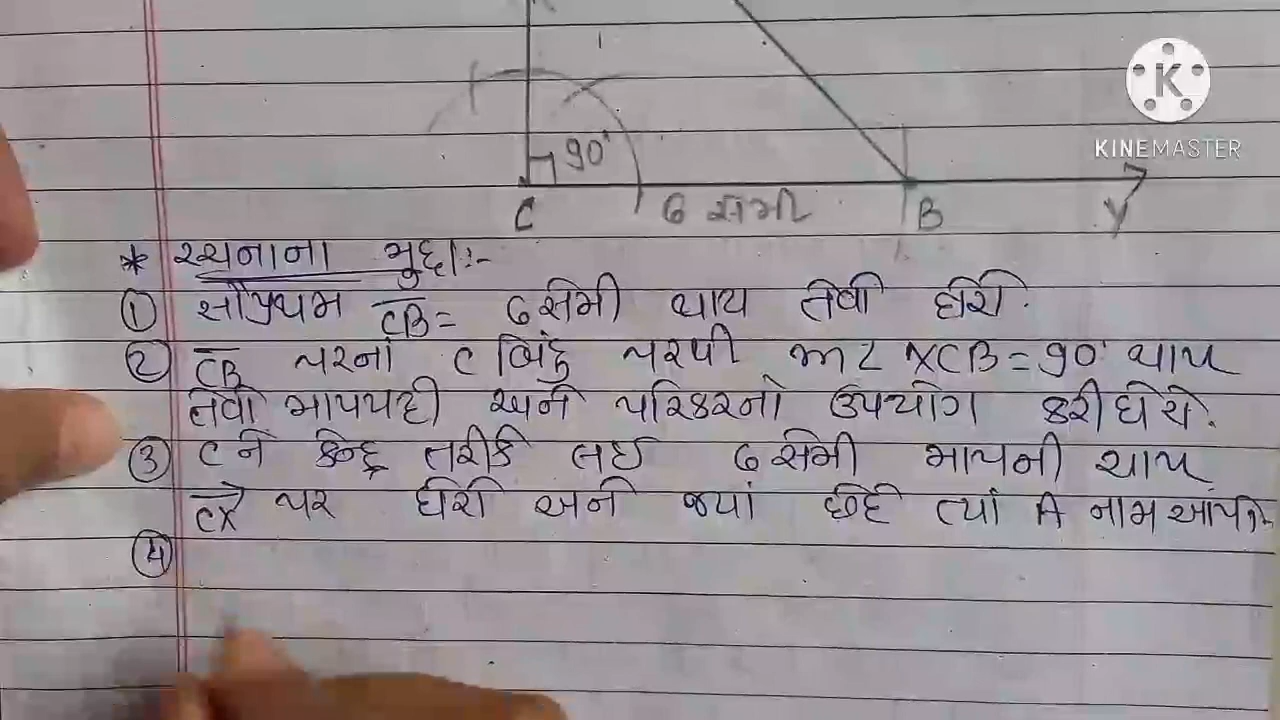 K
KINEMASTER
90°
C 6 સેમી B Y
* રચનાના મુદ્દા:-
① સૌપ્રથમ CB = 6 સેમી થાય તેવી દોરો.
② CB પરનાં C બિંદુ પરથી m∠XCB = 90° થાય
તેવો માપપટ્ટી અને પરિકરનો ઉપયોગ કરી દોરો.
③ C ને કેન્દ્ર તરીકે લઈ 6 સેમી માપની ચાપ
CX પર દોરો અને જ્યાં છેદે ત્યાં A નામ આપો.
④